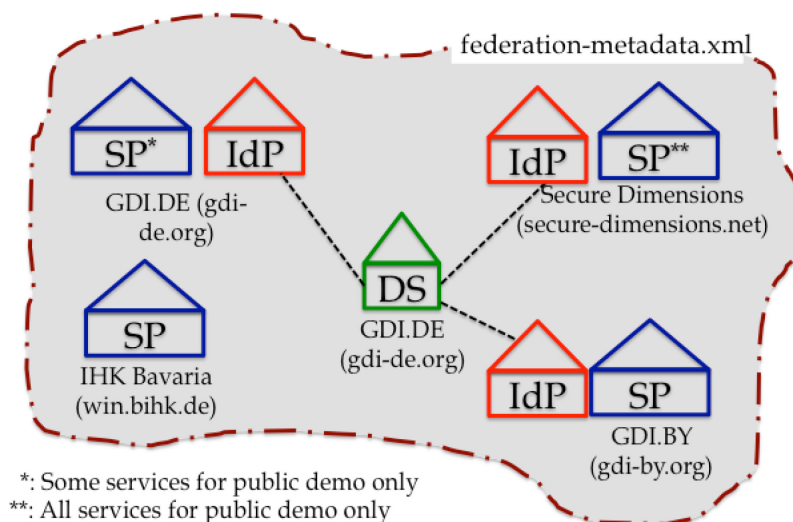 federation-metadata.xml
SP*
IdP
GDI.DE (gdi-
de.org)
IdP
SP**
Secure Dimensions
(secure-dimensions.net)
DS
GDI.DE
(gdi-de.org)
SP
IHK Bavaria
(win.bihk.de)
IdP
SP
GDI.BY
(gdi-by.org)
*: Some services for public demo only
**: All services for public demo only